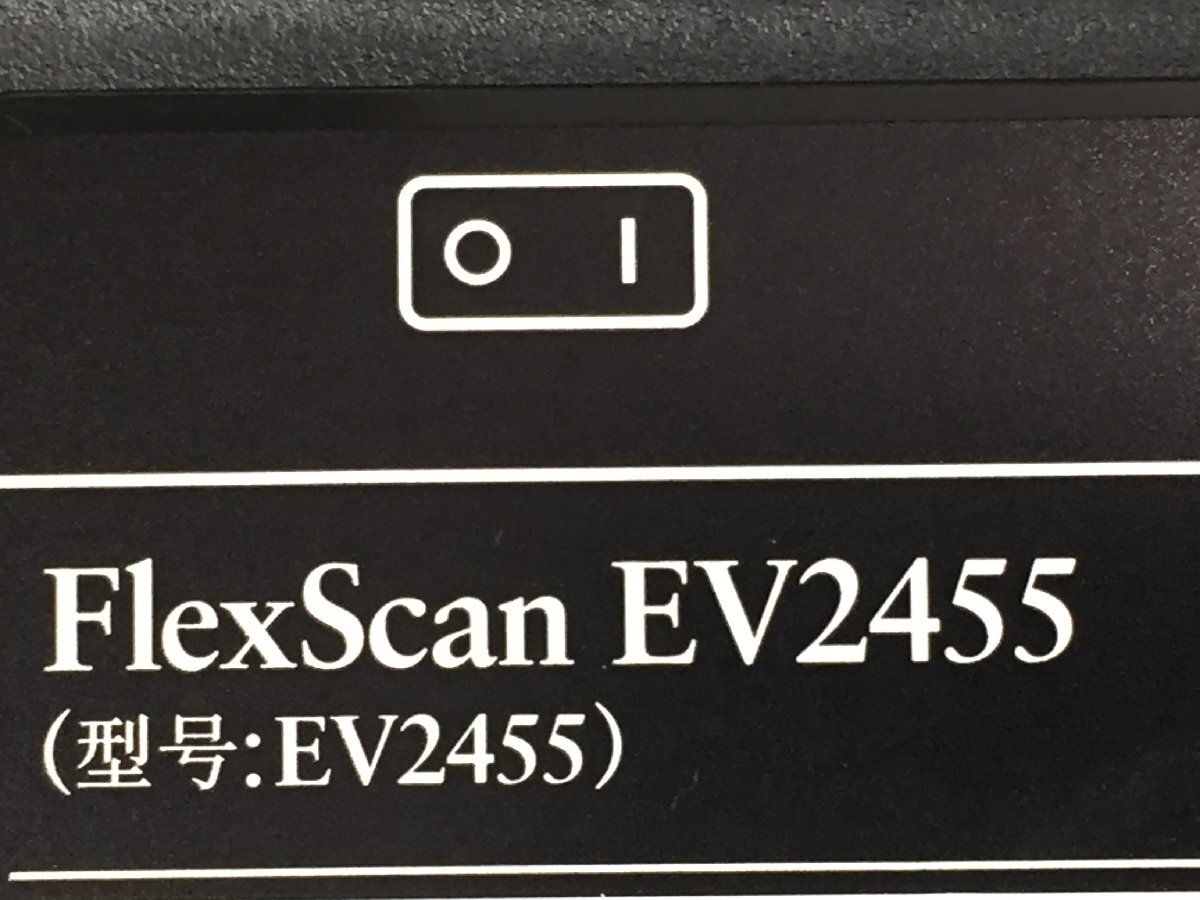 O I
FlexScan EV2455
(型号:EV2455)